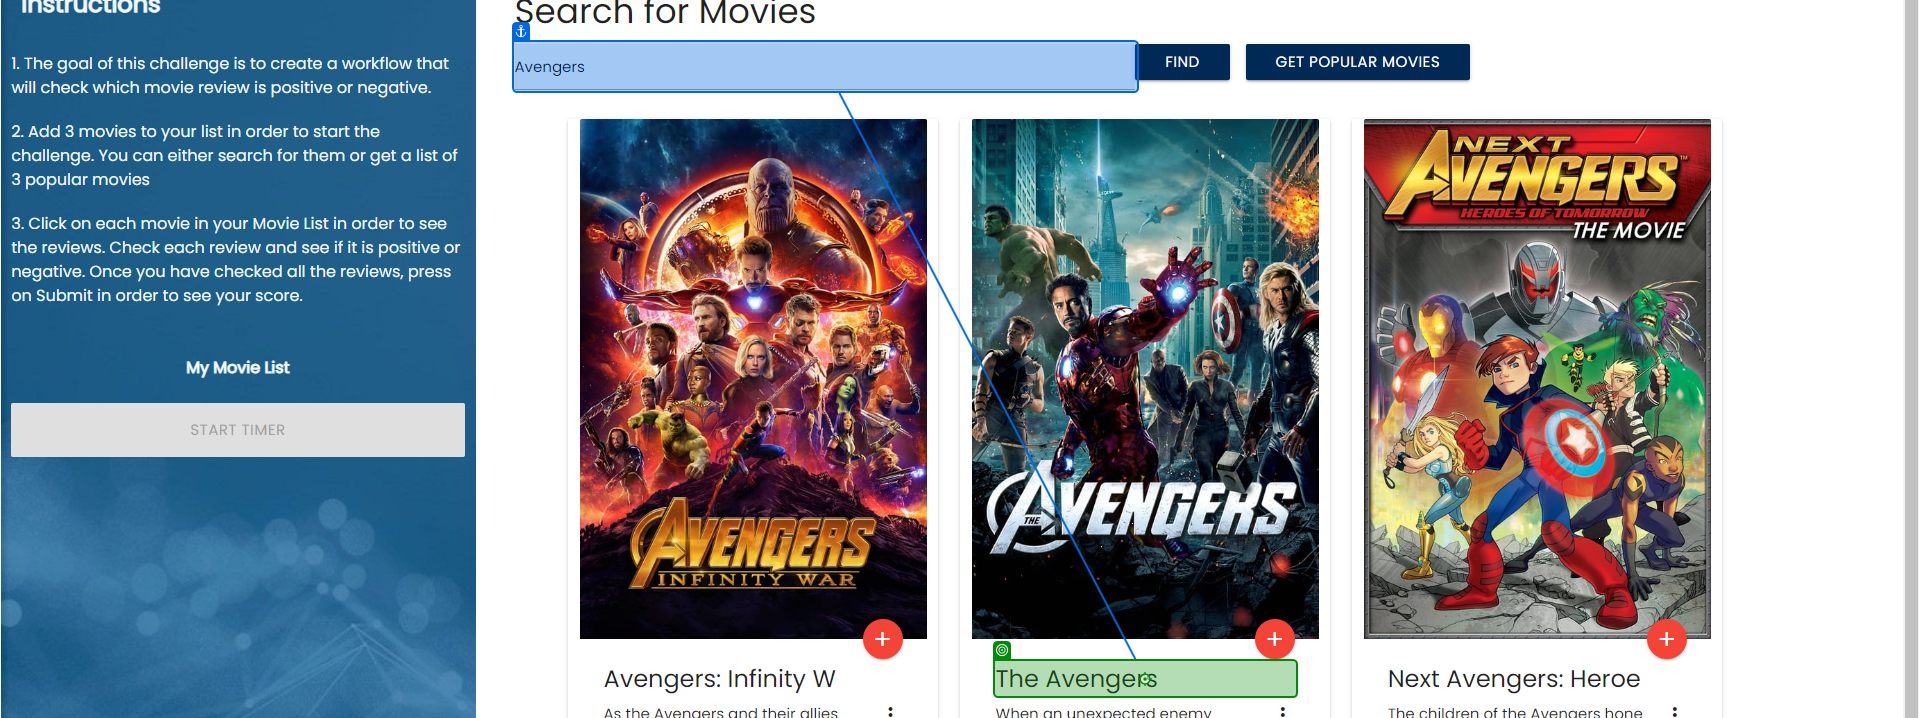 Instructions
1. The goal of this challenge is to create a workflow that
will check which movie review is positive or negative.
2. Add 3 movies to your list in order to start the
challenge. You can either search for them or get a list of
3 popular movies
3. Click on each movie in your Movie List in order to see
the reviews. Check each review and see if it is positive or
negative. Once you have checked all the reviews, press
on Submit in order to see your score.
My Movie List
START TIMER
Search for Movies
Avengers
FIND
GET POPULAR MOVIES
AVENGERS
INFINITY WAR
THE AVENGERS
NEXT
AVENGERS
HEROES OF TOMORROW
THE MOVIE
Avengers: Infinity W
As the Avengers and their allies
The Avengers
When an unexpected enemy
Next Avengers: Heroe
The children of the Avengers hone